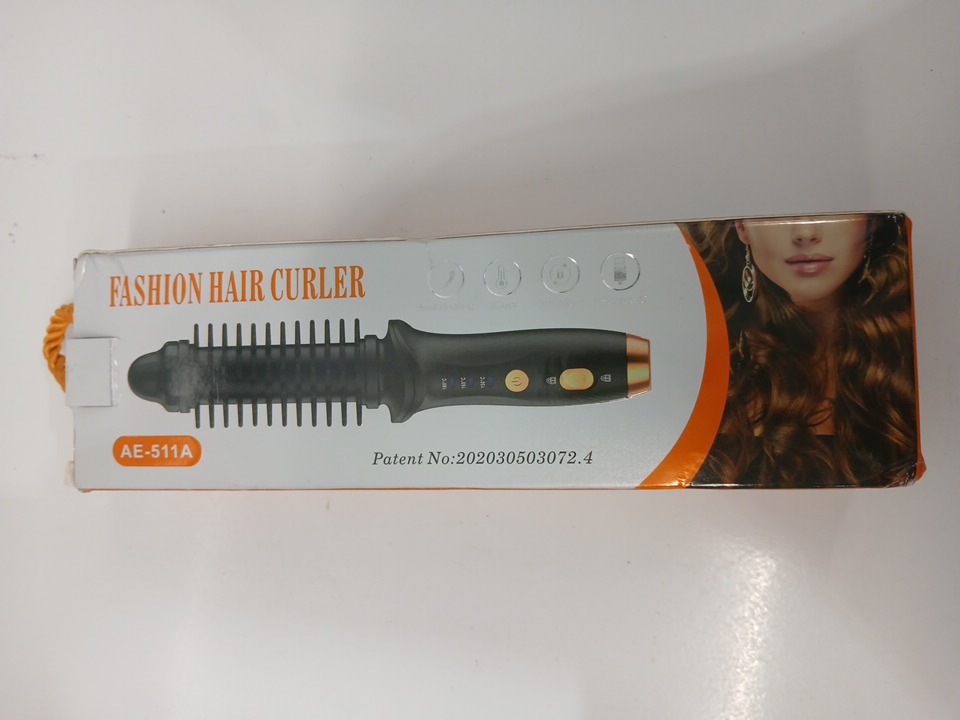 FASHION HAIR CURLER
AE-511A
Patent No:202030503072.4